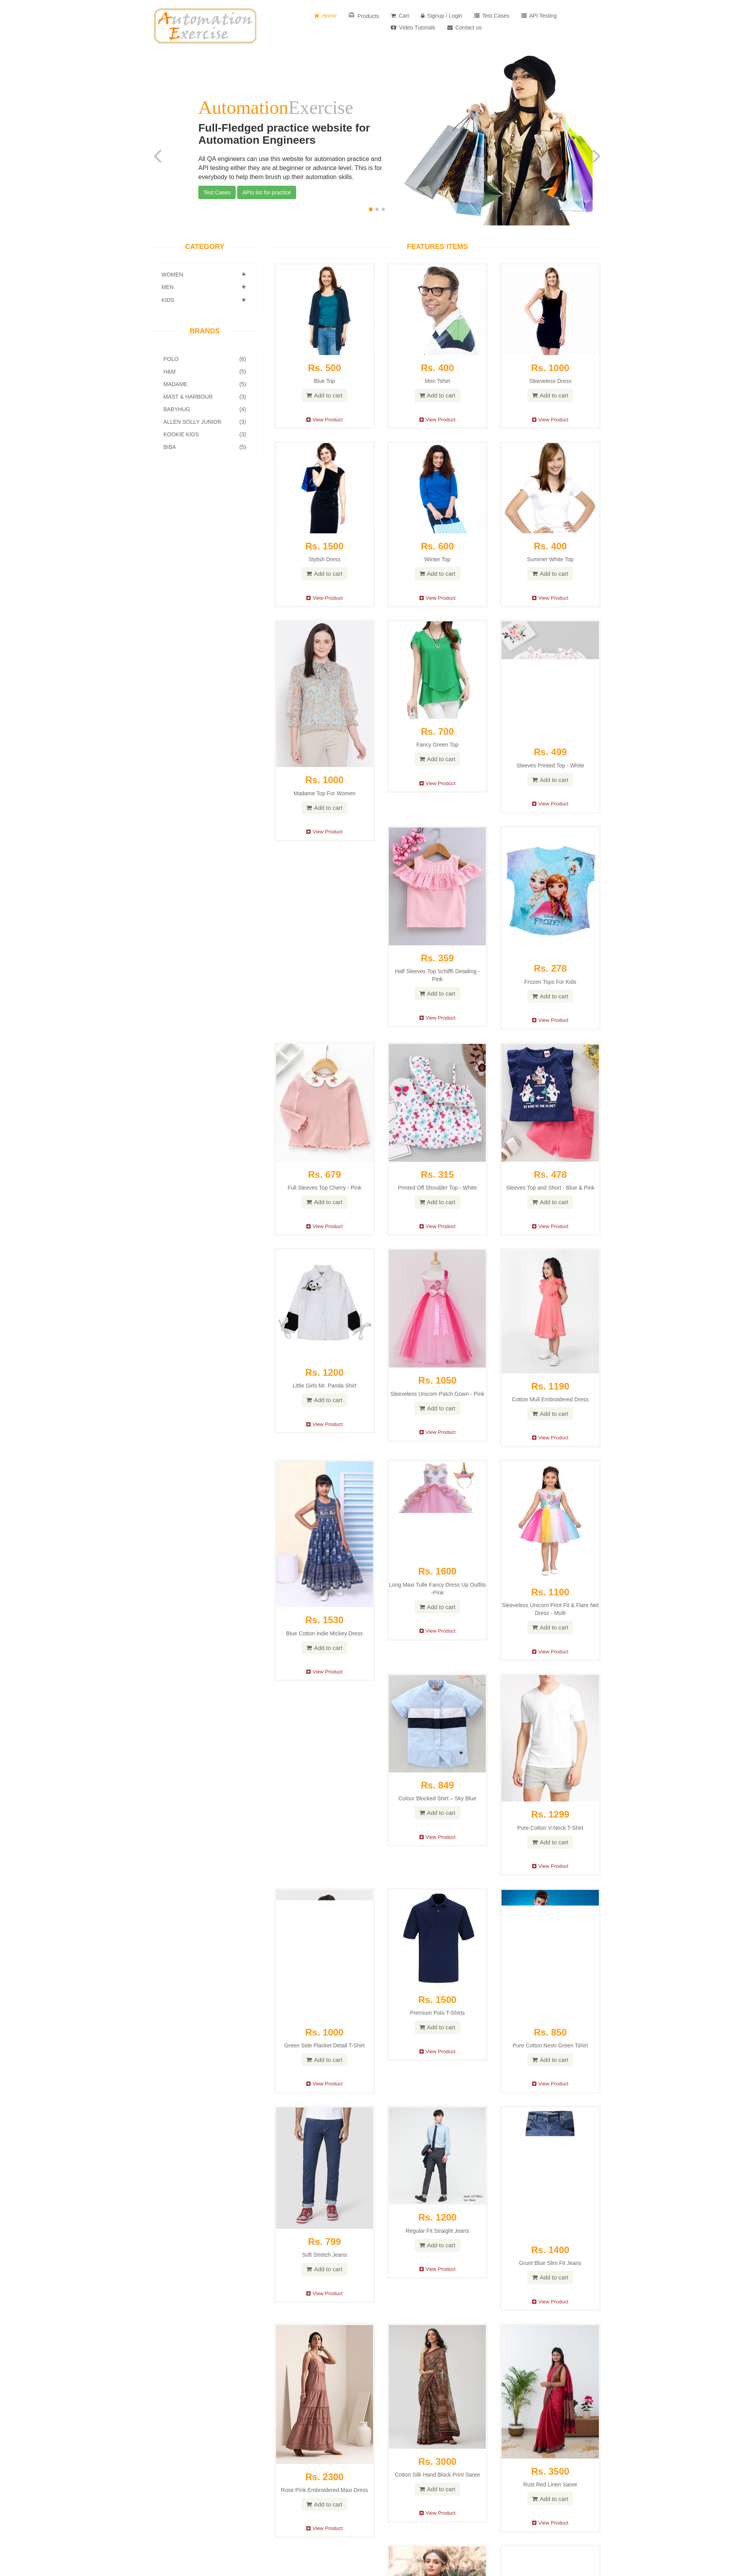 Automation
Exercise
Home
Products
Cart
Signup / Login
Test Cases
API Testing
Video Tutorials
Contact us
AutomationExercise
Full-Fledged practice website for
Automation Engineers
All QA engineers can use this website for automation practice and
API testing either they are at beginner or advance level. This is for
everybody to help them brush up their automation skills.
Test Cases
APIs list for practice
CATEGORY
WOMEN
MEN
KIDS
BRANDS
POLO (6)
H&M (5)
MADAME (5)
MAST & HARBOUR (3)
BABYHUG (4)
ALLEN SOLLY JUNIOR (3)
KOOKIE KIDS (3)
BIBA (5)
FEATURES ITEMS
Rs. 500
Blue Top
Add to cart
View Product
Rs. 400
Men Tshirt
Add to cart
View Product
Rs. 1000
Sleeveless Dress
Add to cart
View Product
Rs. 1500
Stylish Dress
Add to cart
View Product
Rs. 600
Winter Top
Add to cart
View Product
Rs. 400
Summer White Top
Add to cart
View Product
Rs. 1000
Madame Top For Women
Add to cart
View Product
Rs. 700
Fancy Green Top
Add to cart
View Product
Rs. 499
Sleeves Printed Top - White
Add to cart
View Product
Rs. 359
Half Sleeves Top Schiffli Detailing -
Pink
Add to cart
View Product
FROZEN
Rs. 278
Frozen Tops For Kids
Add to cart
View Product
Rs. 679
Full Sleeves Top Cherry - Pink
Add to cart
View Product
Rs. 315
Printed Off Shoulder Top - White
Add to cart
View Product
Rs. 478
Sleeves Top and Short - Blue & Pink
Add to cart
View Product
Rs. 1200
Little Girls Mr. Panda Shirt
Add to cart
View Product
Rs. 1050
Sleeveless Unicorn Patch Gown - Pink
Add to cart
View Product
Rs. 1190
Cotton Mull Embroidered Dress
Add to cart
View Product
Rs. 1530
Blue Cotton Indie Mickey Dress
Add to cart
View Product
Rs. 1600
Long Maxi Tulle Fancy Dress Up Outfits
-Pink
Add to cart
View Product
Rs. 1100
Sleeveless Unicorn Print Fit & Flare Net
Dress - Multi
Add to cart
View Product
Rs. 849
Colour Blocked Shirt – Sky Blue
Add to cart
View Product
Rs. 1299
Pure Cotton V-Neck T-Shirt
Add to cart
View Product
Rs. 1000
Green Side Placket Detail T-Shirt
Add to cart
View Product
Rs. 1500
Premium Polo T-Shirts
Add to cart
View Product
Rs. 850
Pure Cotton Neon Green Tshirt
Add to cart
View Product
Rs. 799
Soft Stretch Jeans
Add to cart
View Product
Rs. 1200
Regular Fit Straight Jeans
Add to cart
View Product
Rs. 1400
Grunt Blue Slim Fit Jeans
Add to cart
View Product
Rs. 2300
Rose Pink Embroidered Maxi Dress
Add to cart
View Product
Rs. 3000
Cotton Silk Hand Block Print Saree
Add to cart
View Product
Rs. 3500
Rust Red Linen Saree
Add to cart
View Product